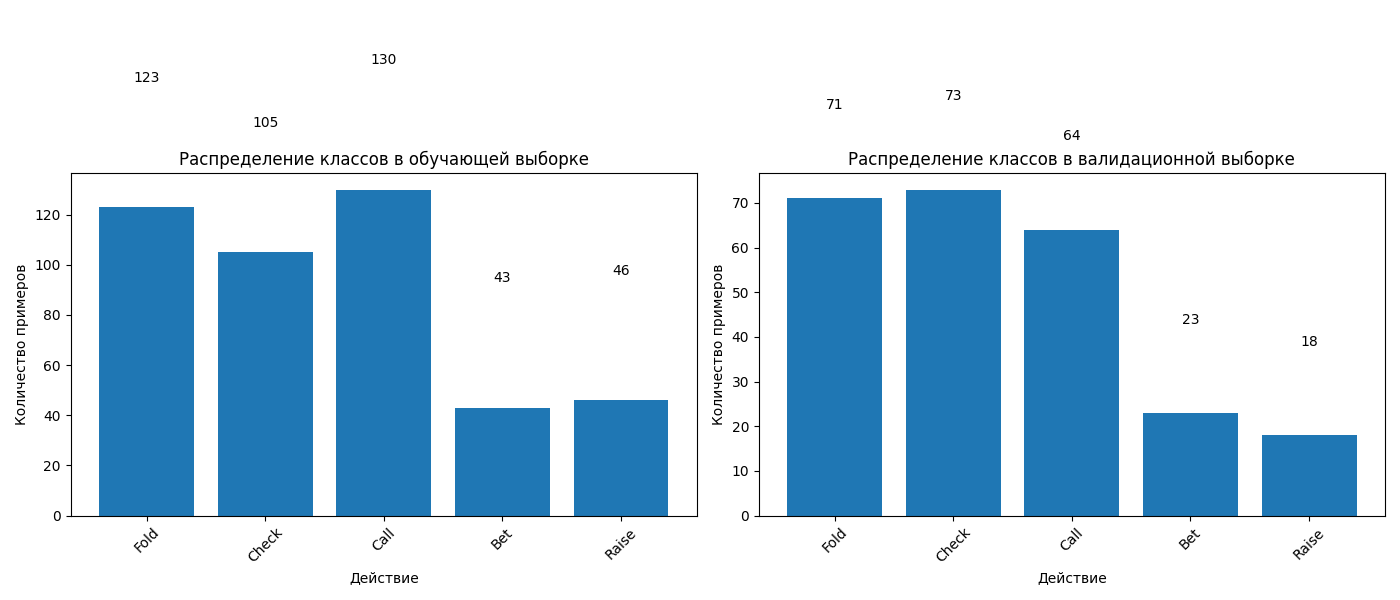 123
105
130
Распределение классов в обучающей выборке
Количество примеров
120
100
80
60
40
20
0
43
46
Fold
Check
Call
Bet
Raise
Действие
71
73
64
Распределение классов в валидационной выборке
Количество примеров
70
60
50
40
30
20
10
0
23
18
Fold
Check
Call
Bet
Raise
Действие